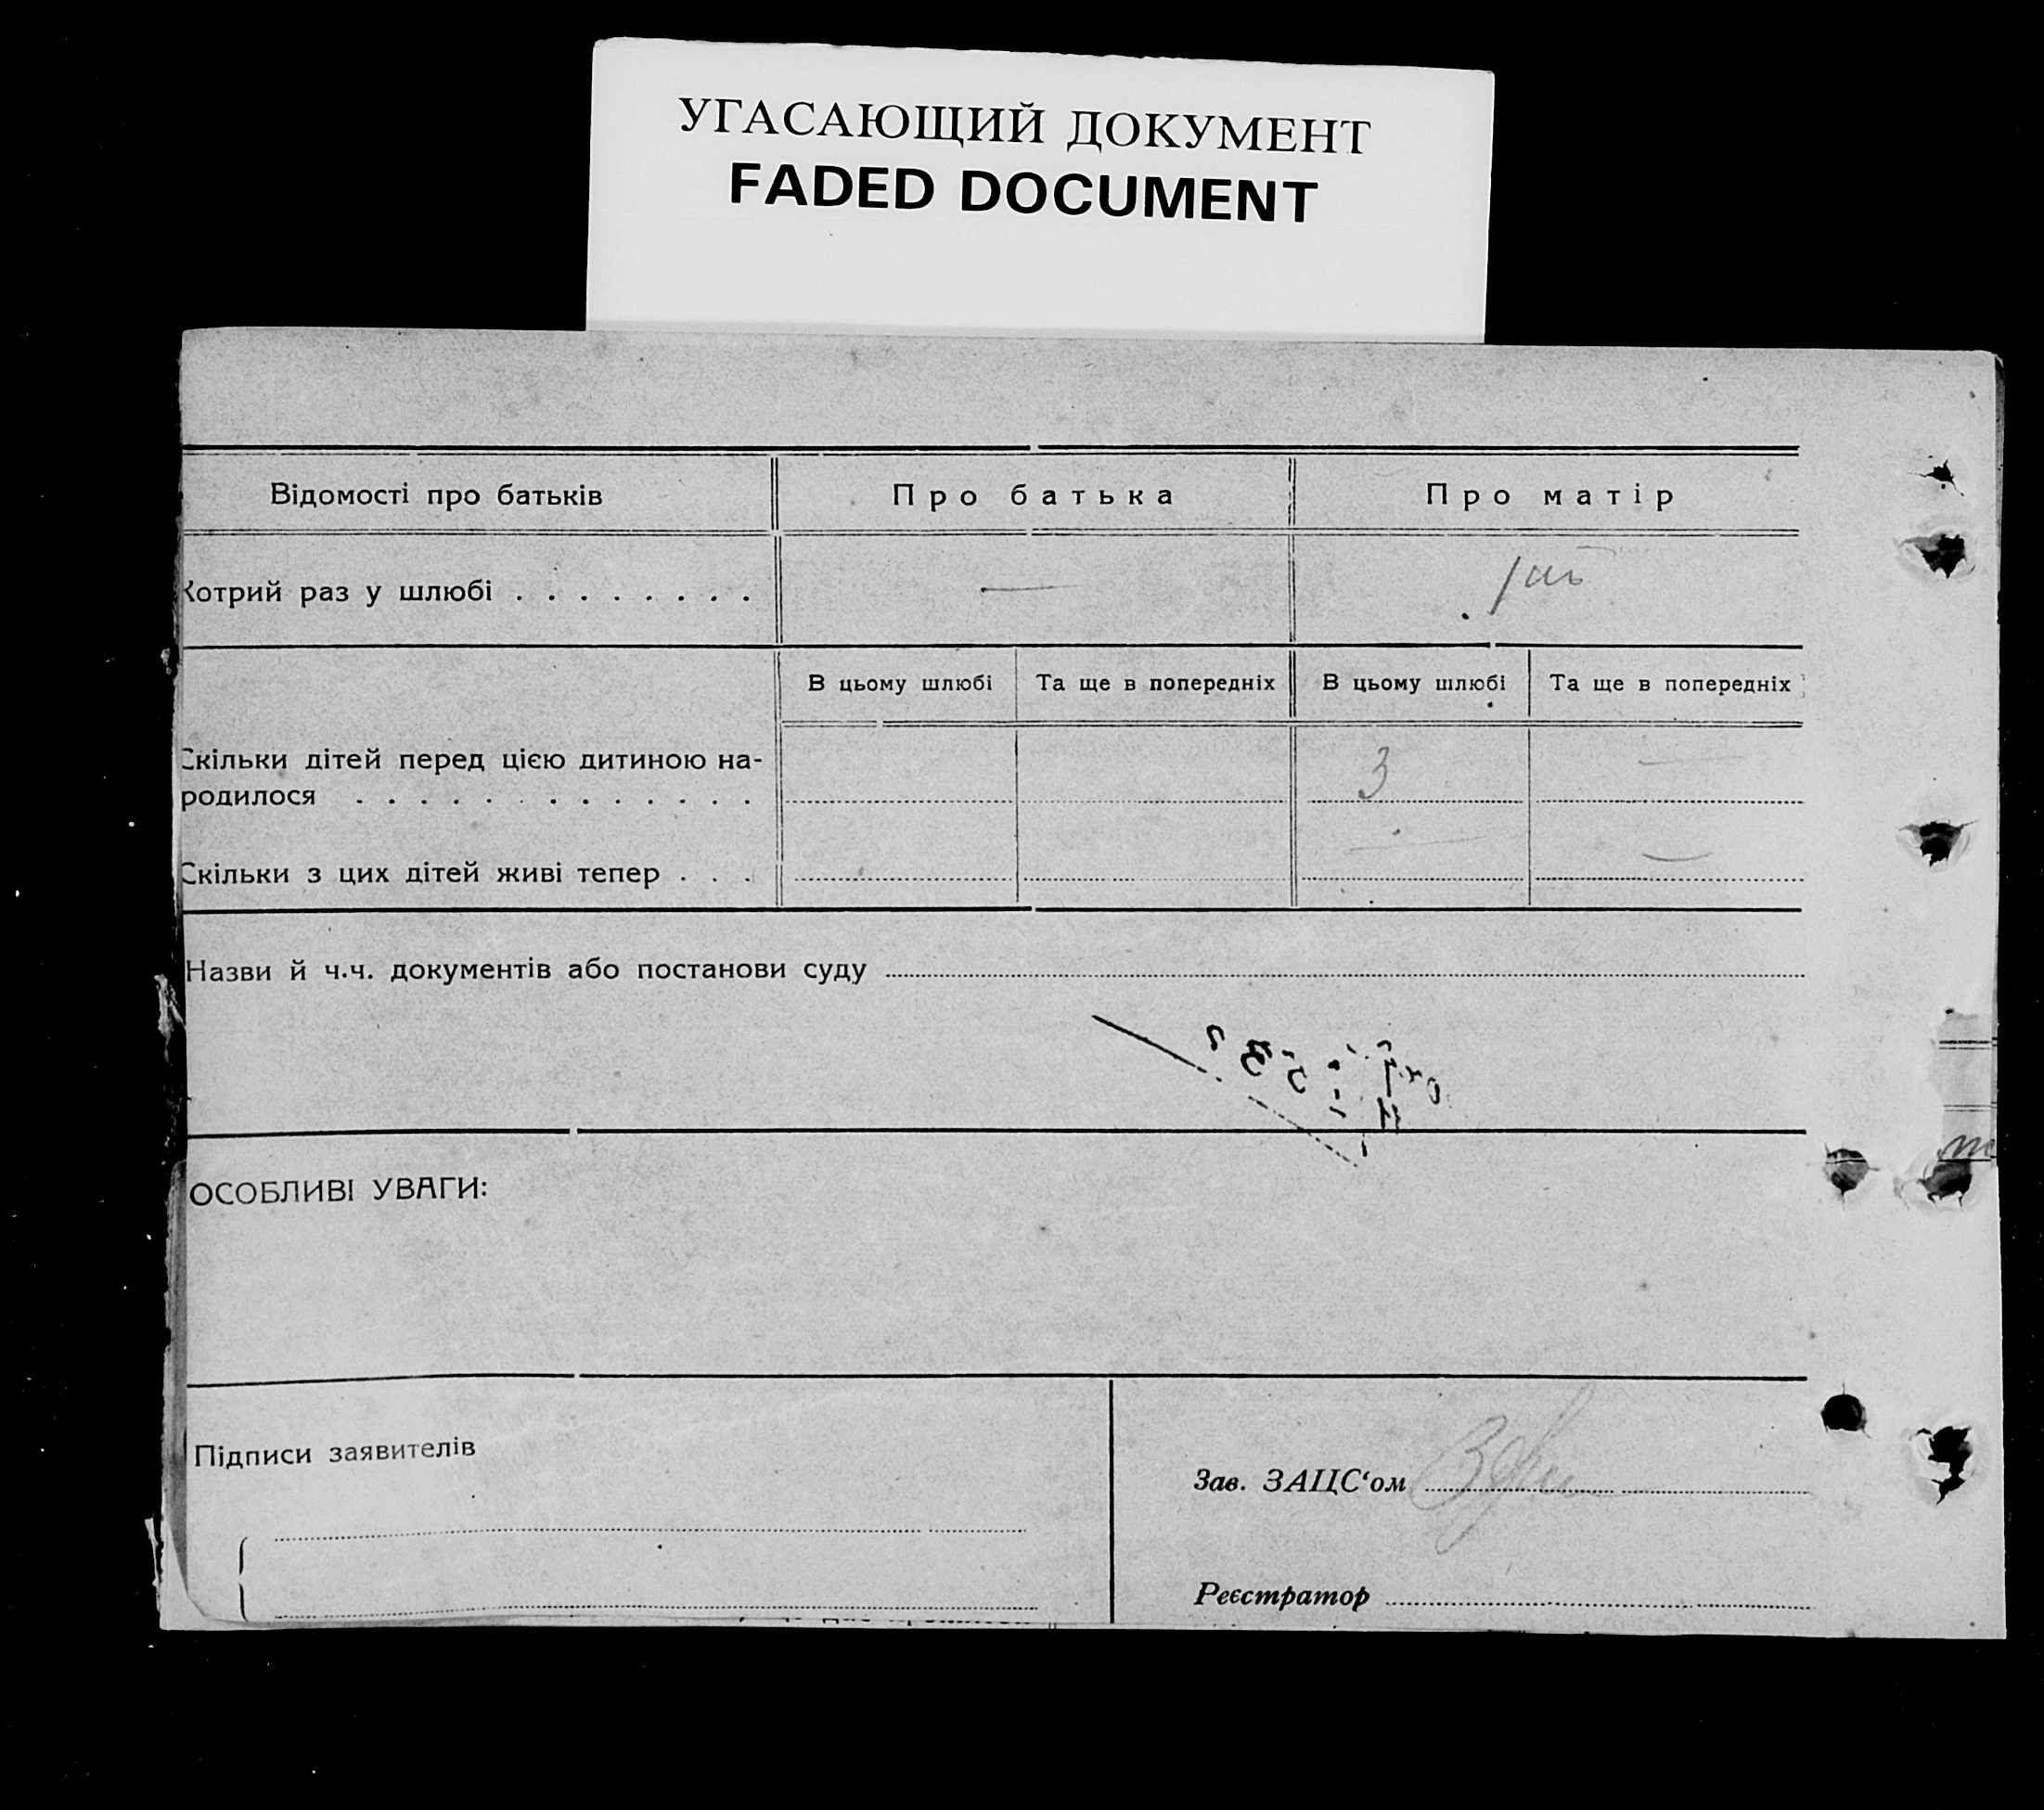 УГАСАЮЩИЙ ДОКУМЕНТ
FADED DOCUMENT
Відомості про батьків
Про батька
Про матір
Котрий раз у шлюбі . . . . . . . .
—
В цьому шлюбі
Та ще в попередніх
В цьому шлюбі
Та ще в попередніх
Скільки дітей перед цією дитиною на-
родилося . . . . . . . . . . . . .
3
—
Скільки з цих дітей живі тепер . . .
—
—
Назви й ч.ч. документів або постанови суду
ОСОБЛИВІ УВАГИ:
Підписи заявителів
Зав. ЗАЦС‘ом
Реєстратор